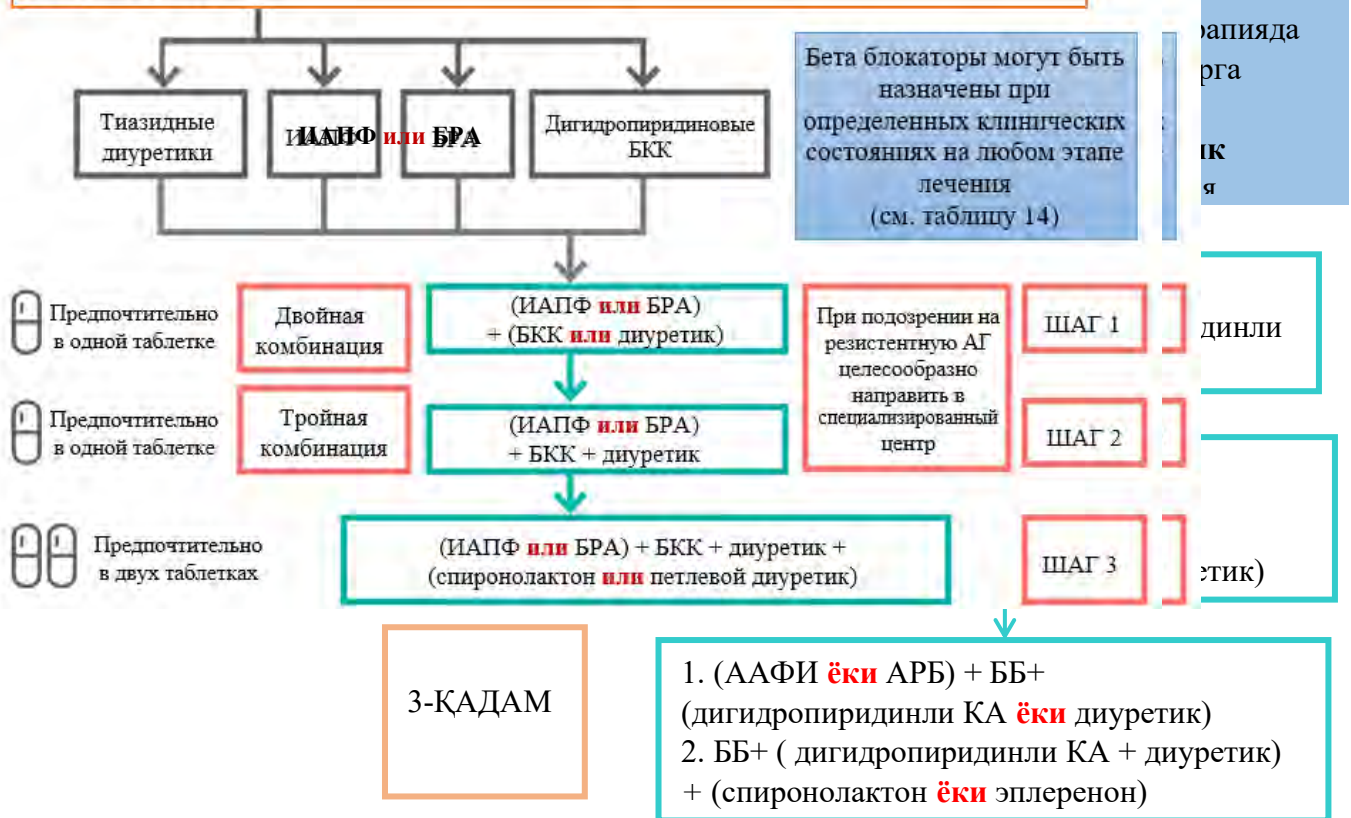 Тиазидные
диуретики
ИАПФ или БРА
Дигидропиридиновые
БКК
Бета блокаторы могут быть
назначены при
определенных клинических
состояниях на любом этапе
лечения
(см. таблицу 14)
рга
Предпочтительно
в одной таблетке
Двойная
комбинация
(ИАПФ или БРА)
+ (БКК или диуретик)
При подозрении на
резистентную АГ
целесообразно
направить в
специализированный
центр
ШАГ 1
динли
Предпочтительно
в одной таблетке
Тройная
комбинация
(ИАПФ или БРА)
+ БКК + диуретик
ШАГ 2
Предпочтительно
в двух таблетках
(ИАПФ или БРА) + БКК + диуретик +
(спиронолактон или петлевой диуретик)
ШАГ 3
етик)
3-ҚАДАМ
1. (ААФИ ёки АРБ) + ББ+
(дигидропиридинли КА ёки диуретик)
2. ББ+ ( дигидропиридинли КА + диуретик)
+ (спиронолактон ёки эплеренон)